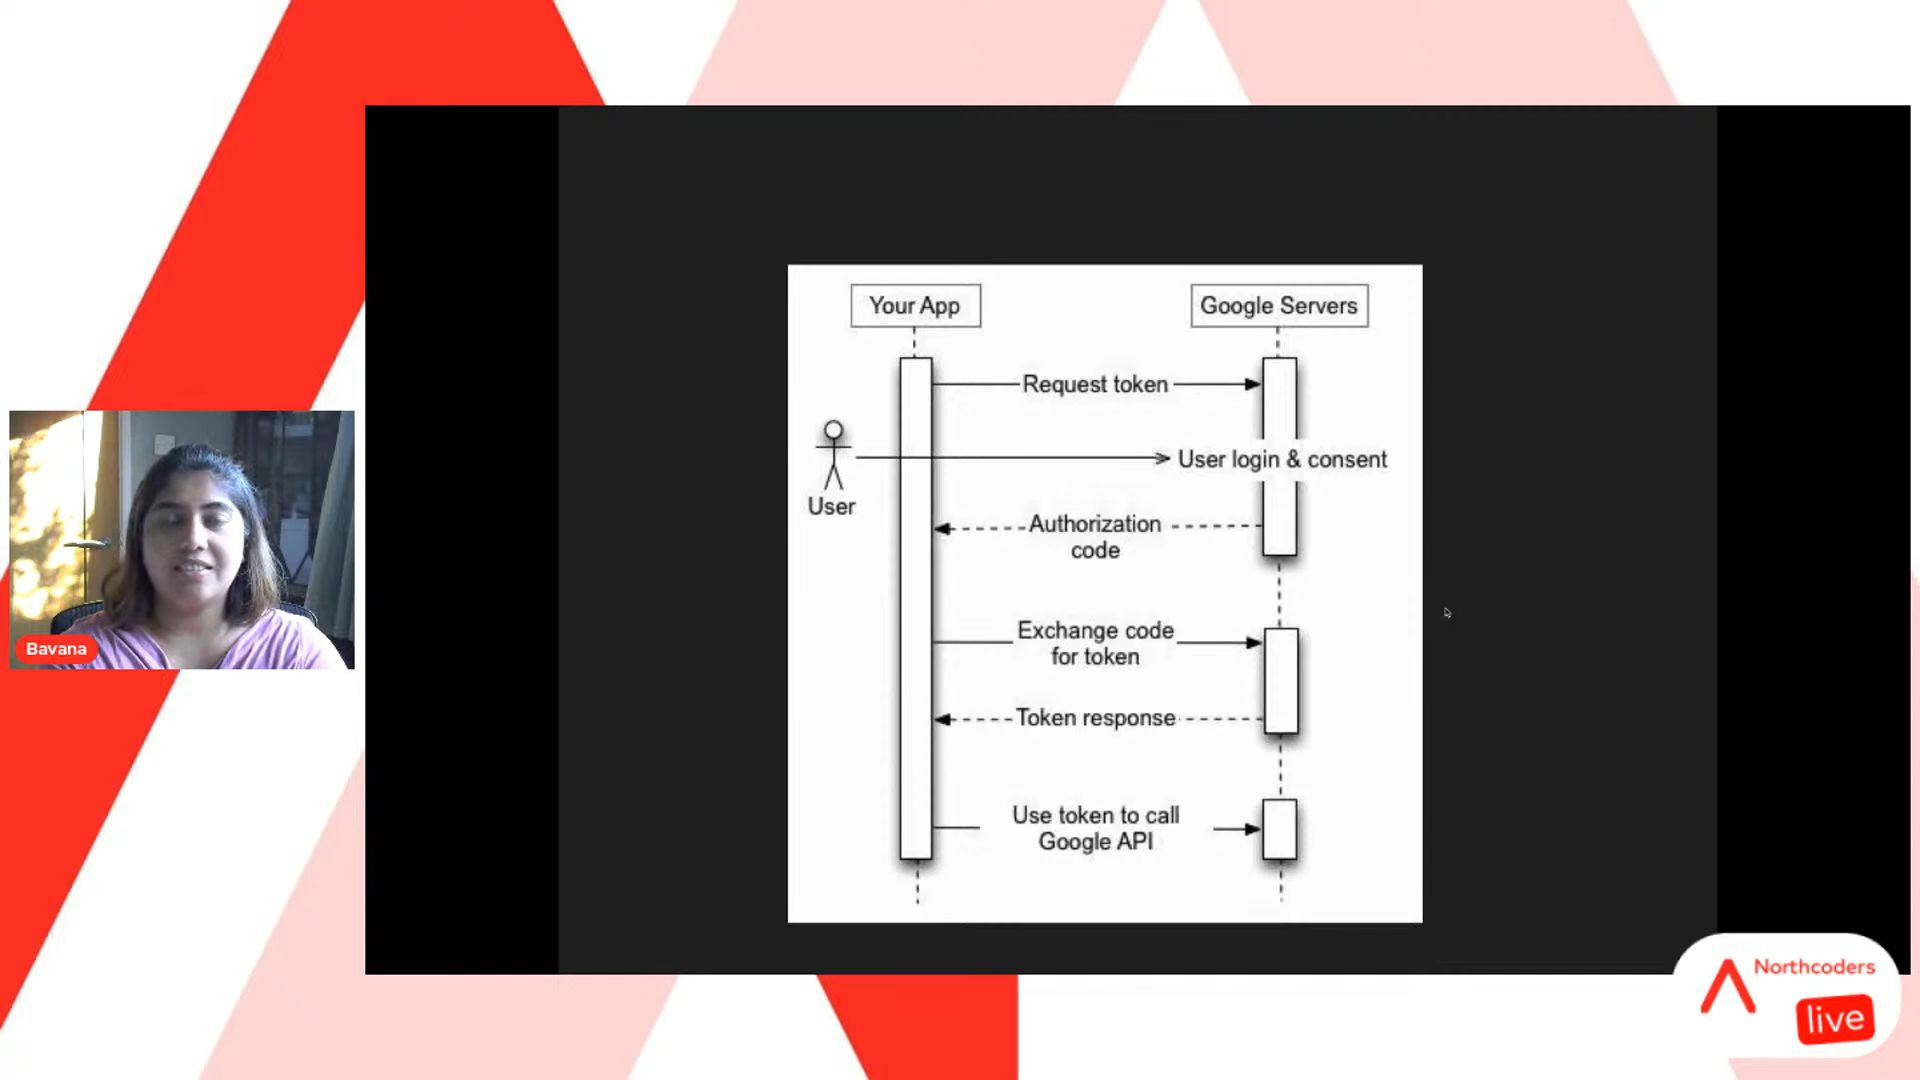 Your App
Google Servers
Request token
User login & consent
User
Authorization
code
Exchange code
for token
Token response
Use token to call
Google API
Bavana
Northcoders
live